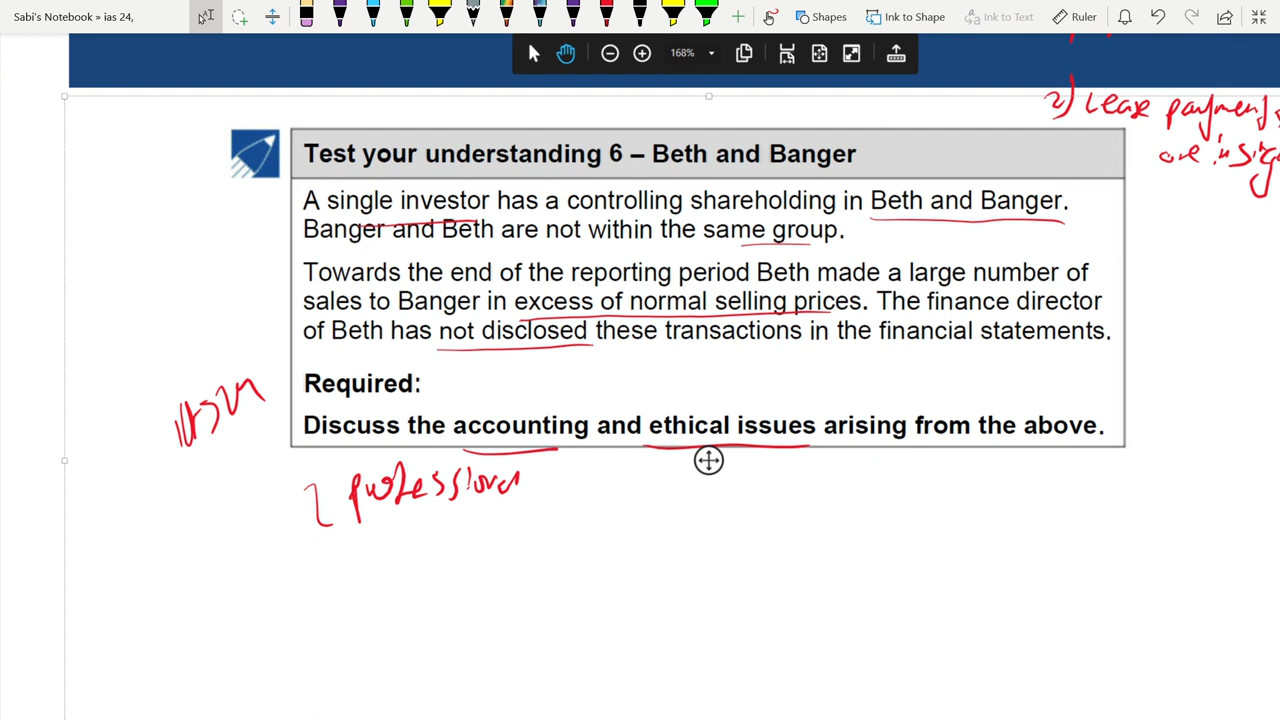 Sabi's Notebook » ias 24,
Shapes
Ink to Shape
Ink to Text
Ruler
168%
2) Lease payments
are insig
Test your understanding 6 – Beth and Banger
A single investor has a controlling shareholding in Beth and Banger.
Banger and Beth are not within the same group.
Towards the end of the reporting period Beth made a large number of
sales to Banger in excess of normal selling prices. The finance director
of Beth has not disclosed these transactions in the financial statements.
Required:
Discuss the accounting and ethical issues arising from the above.
2 professional